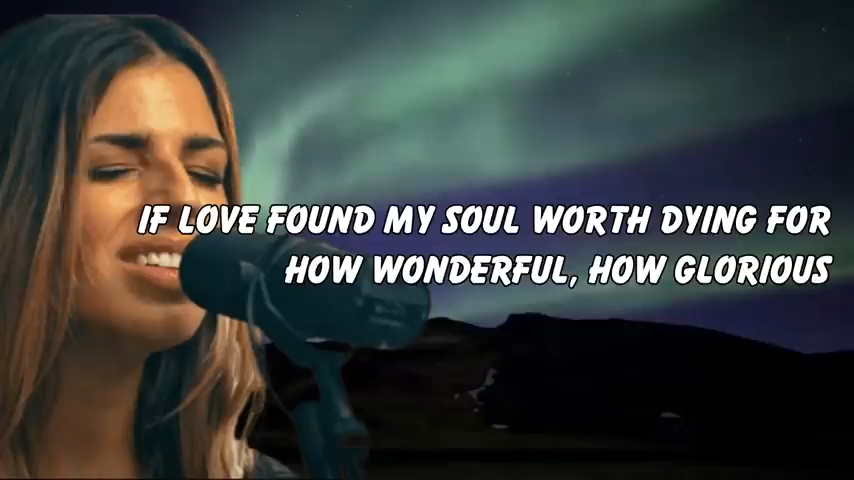 IF LOVE FOUND MY SOUL WORTH DYING FOR
HOW WONDERFUL, HOW GLORIOUS